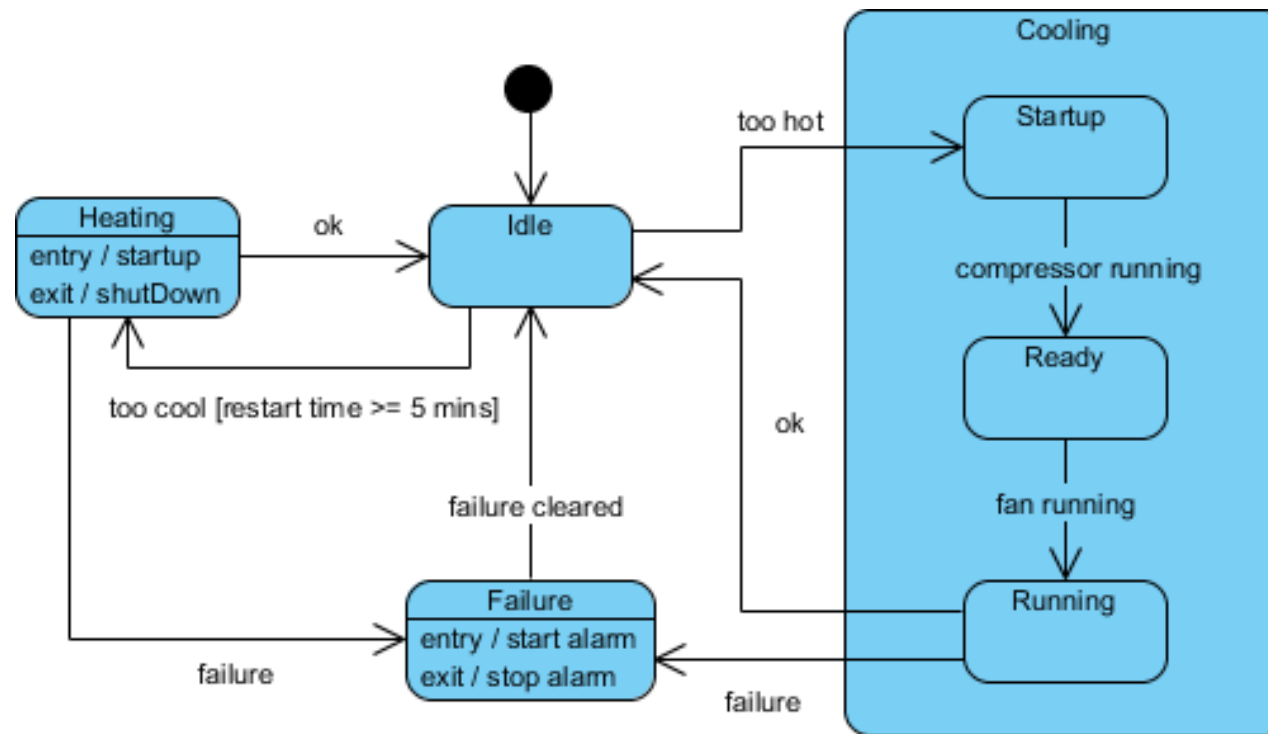 Cooling
Startup
too hot
Heating
entry / startup
exit / shutDown
ok
Idle
compressor running
Ready
too cool [restart time >= 5 mins]
ok
failure cleared
fan running
Failure
entry / start alarm
exit / stop alarm
Running
failure
failure